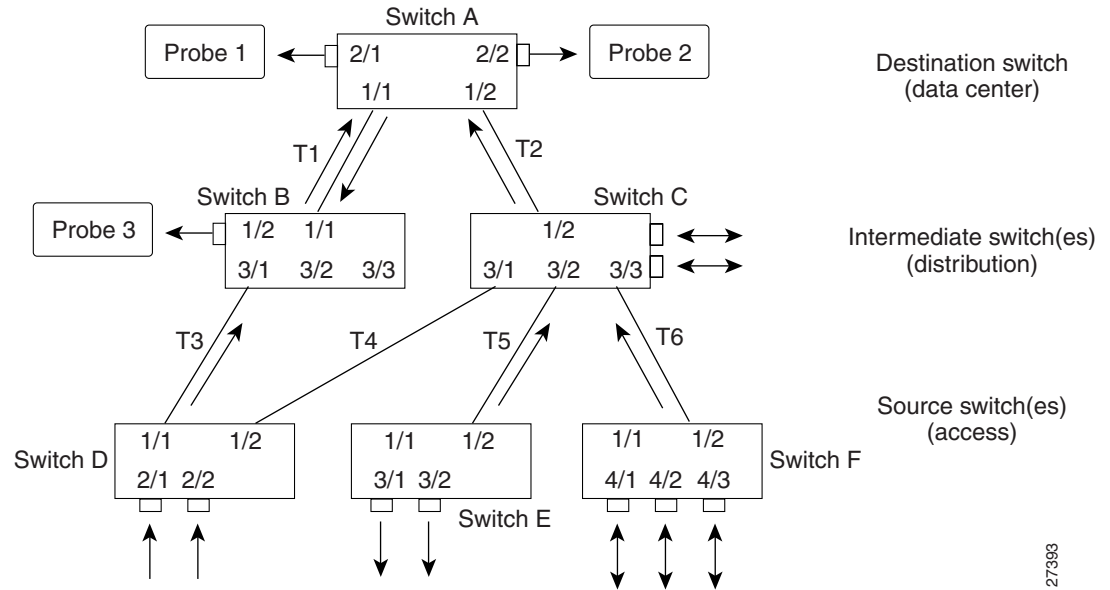 Switch A
Probe 1
2/1
2/2
Probe 2
Destination switch
(data center)
1/1
1/2
T1
T2
Switch B
Switch C
Probe 3
1/2
1/1
1/2
Intermediate switch(es)
(distribution)
3/1
3/2
3/3
3/1
3/2
3/3
T3
T4
T5
T6
Source switch(es)
(access)
Switch D
1/1
1/2
2/1
2/2
1/1
1/2
3/1
3/2
Switch E
1/1
1/2
4/1
4/2
4/3
Switch F
27393